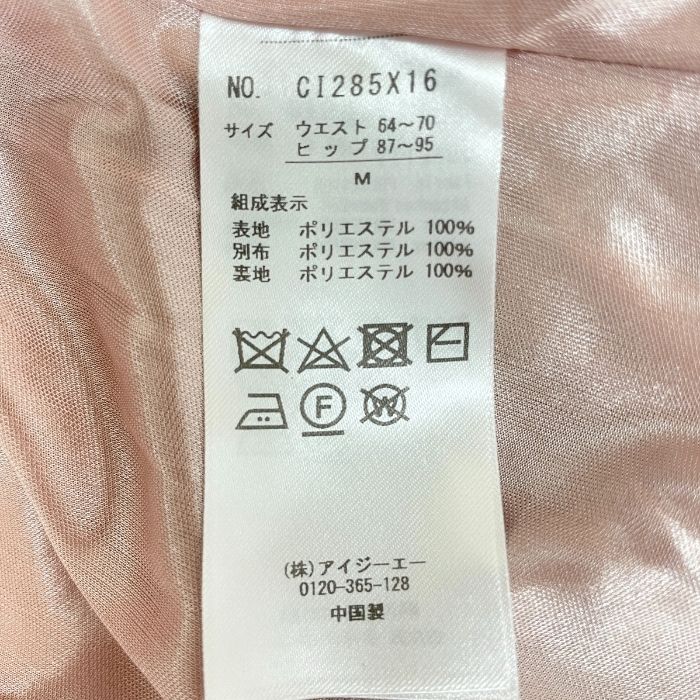 NO. CI285X16
サイズ ウエスト 64～70
ヒップ 87～95
M
組成表示
表地 ポリエステル 100%
別布 ポリエステル 100%
裏地 ポリエステル 100%
F W
(株)アイジーエー
0120-365-128
中国製